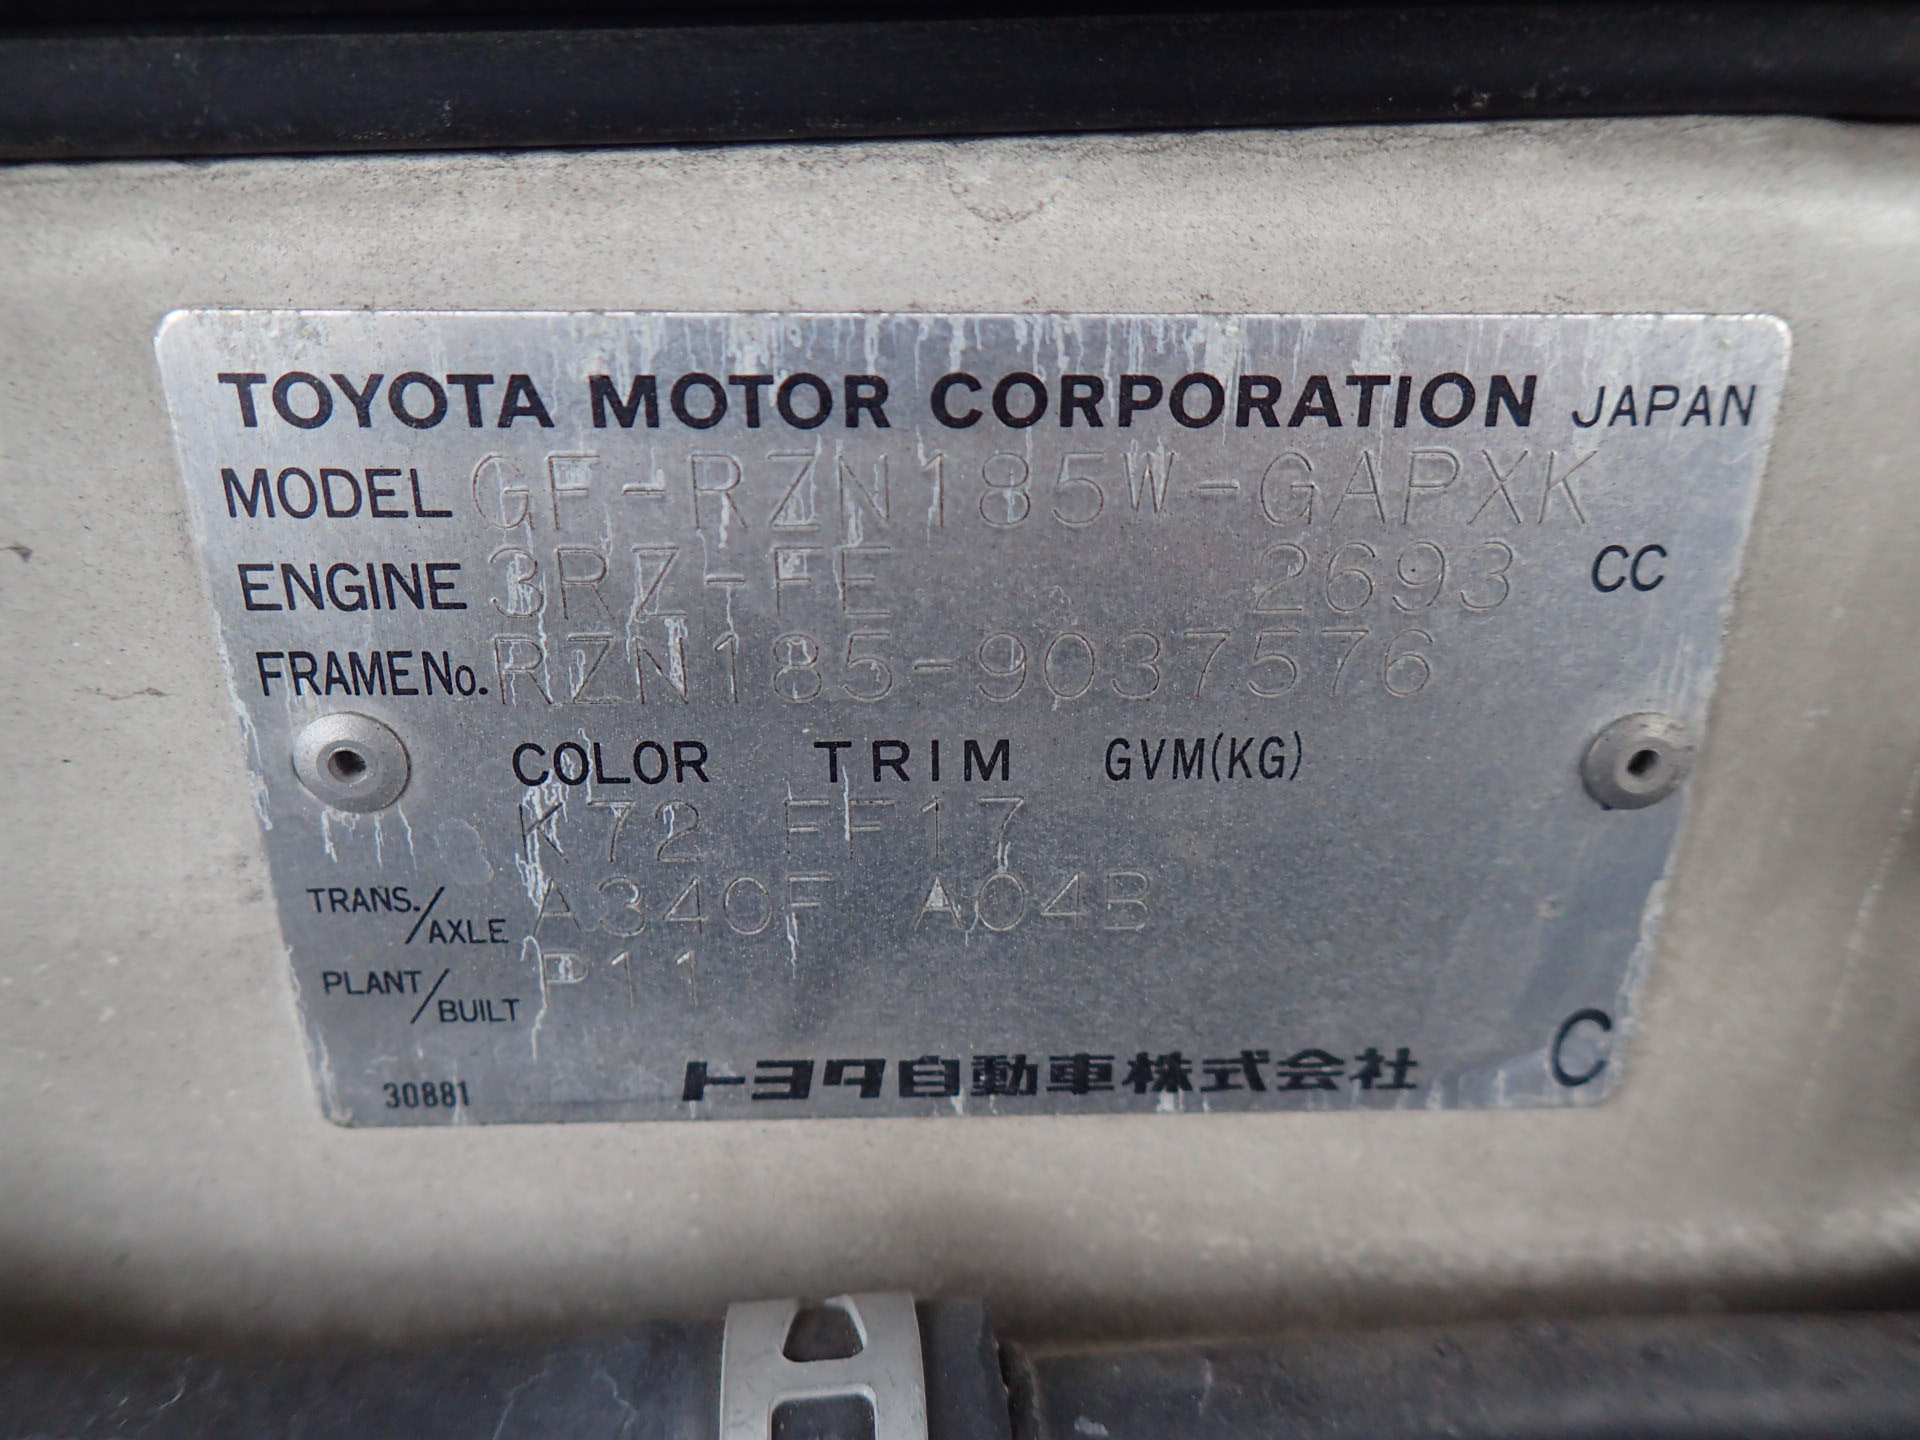 TOYOTA MOTOR CORPORATION JAPAN
MODEL GF-RZN185W-GAPXK
ENGINE 3RZ-FE 2693 CC
FRAME No. RZN185-9037576
COLOR TRIM GVM(KG)
K72 FF17
TRANS./AXLE A340F A04B
PLANT/BUILT P11
トヨタ自動車株式会社 C
30881